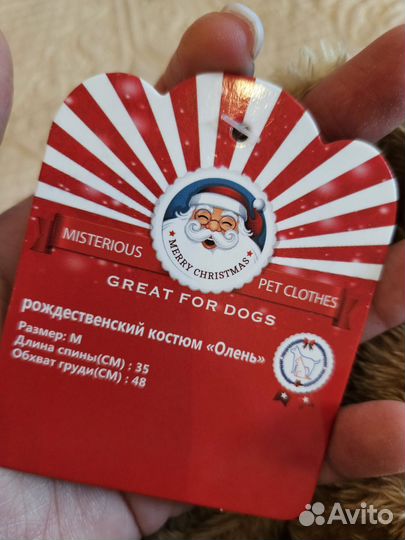 MISTERIOUS
MERRY CHRISTMAS
PET CLOTHES
GREAT FOR DOGS
рождественский костюм «Олень»
Размер: М
Длина спины(СМ) : 35
Обхват груди(СМ) : 48
Avito